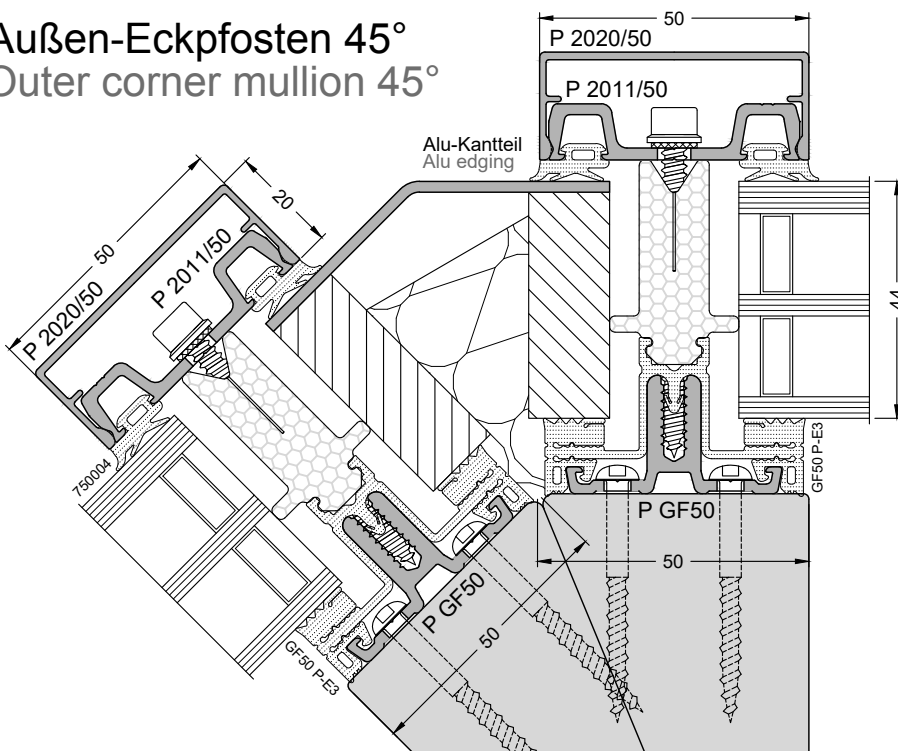 Außen-Eckpfosten 45°
Outer corner mullion 45°
50
P 2020/50
P 2011/50
Alu-Kantteil
Alu edging
20
50
P 2011/50
P 2020/50
44
750004
GF50 P-E3
P GF50
50
P GF50
50
GF50 P-E3